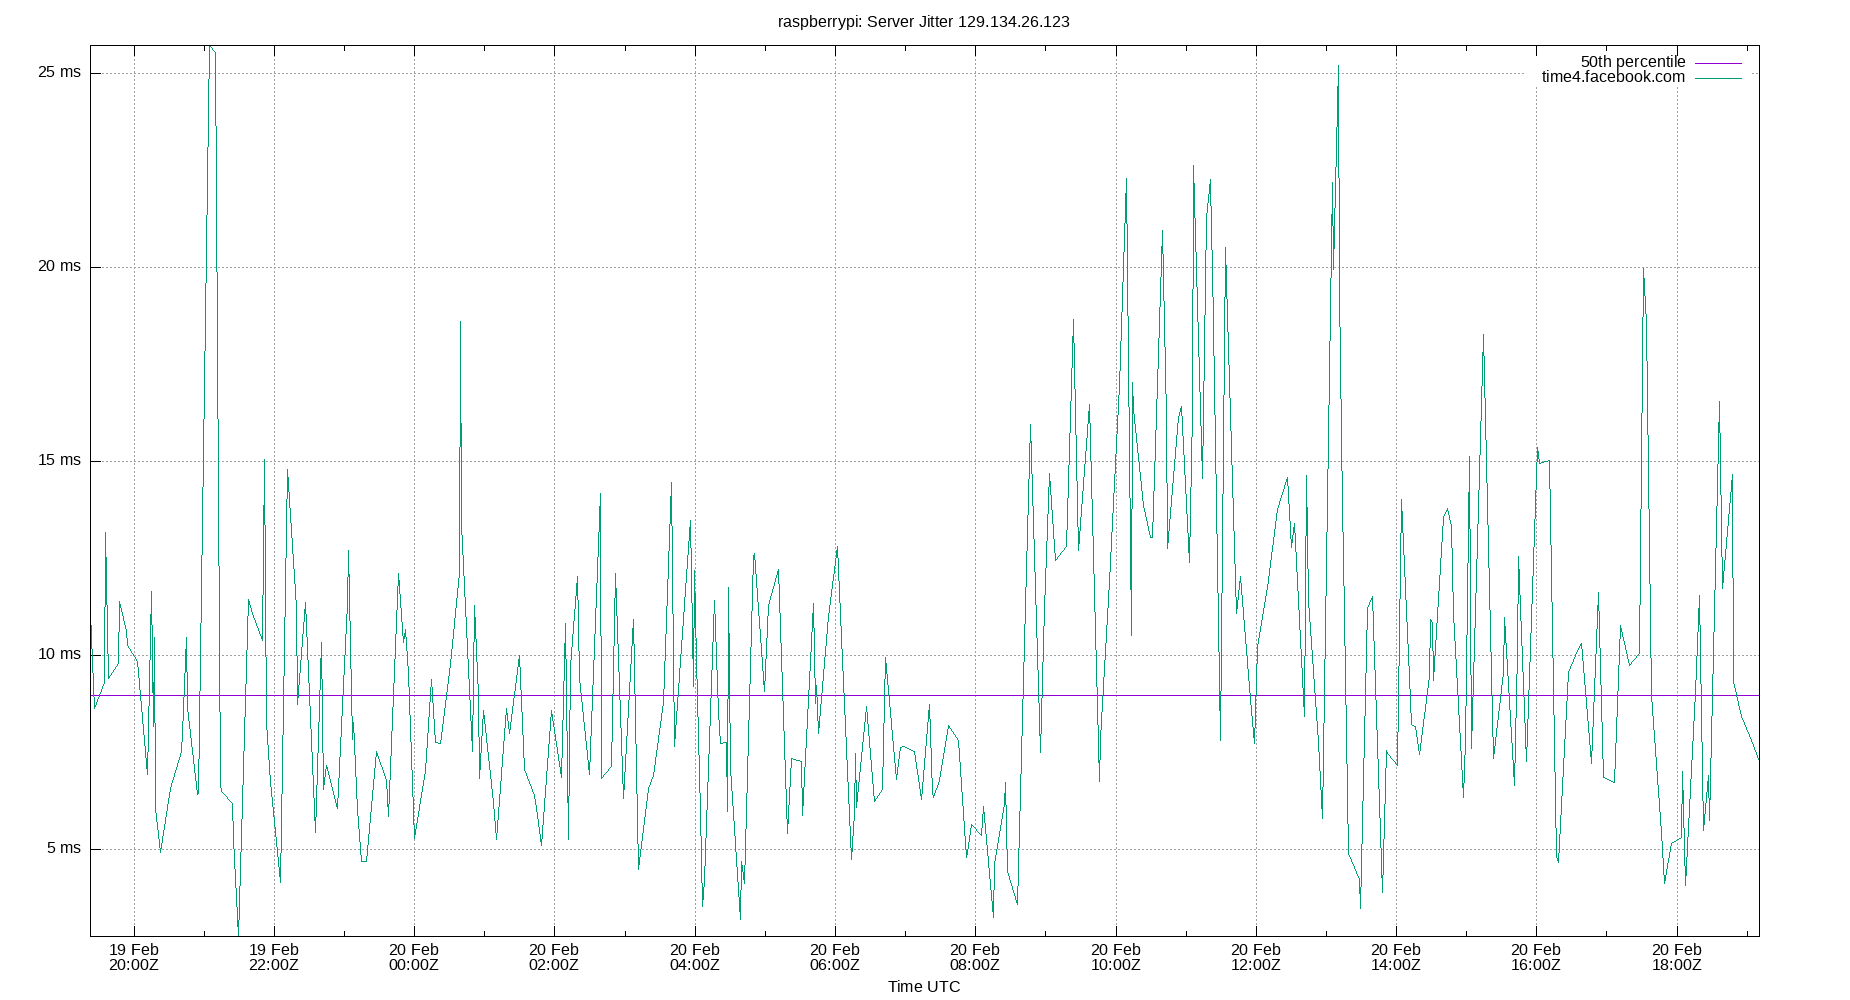 raspberrypi: Server Jitter 129.134.26.123
50th percentile
time4.facebook.com
25 ms
20 ms
15 ms
10 ms
5 ms
19 Feb 19 Feb 20 Feb 20 Feb 20 Feb 20 Feb 20 Feb 20 Feb 20 Feb 20 Feb 20 Feb 20 Feb
20:00Z 22:00Z 00:00Z 02:00Z 04:00Z 06:00Z 08:00Z 10:00Z 12:00Z 14:00Z 16:00Z 18:00Z
Time UTC